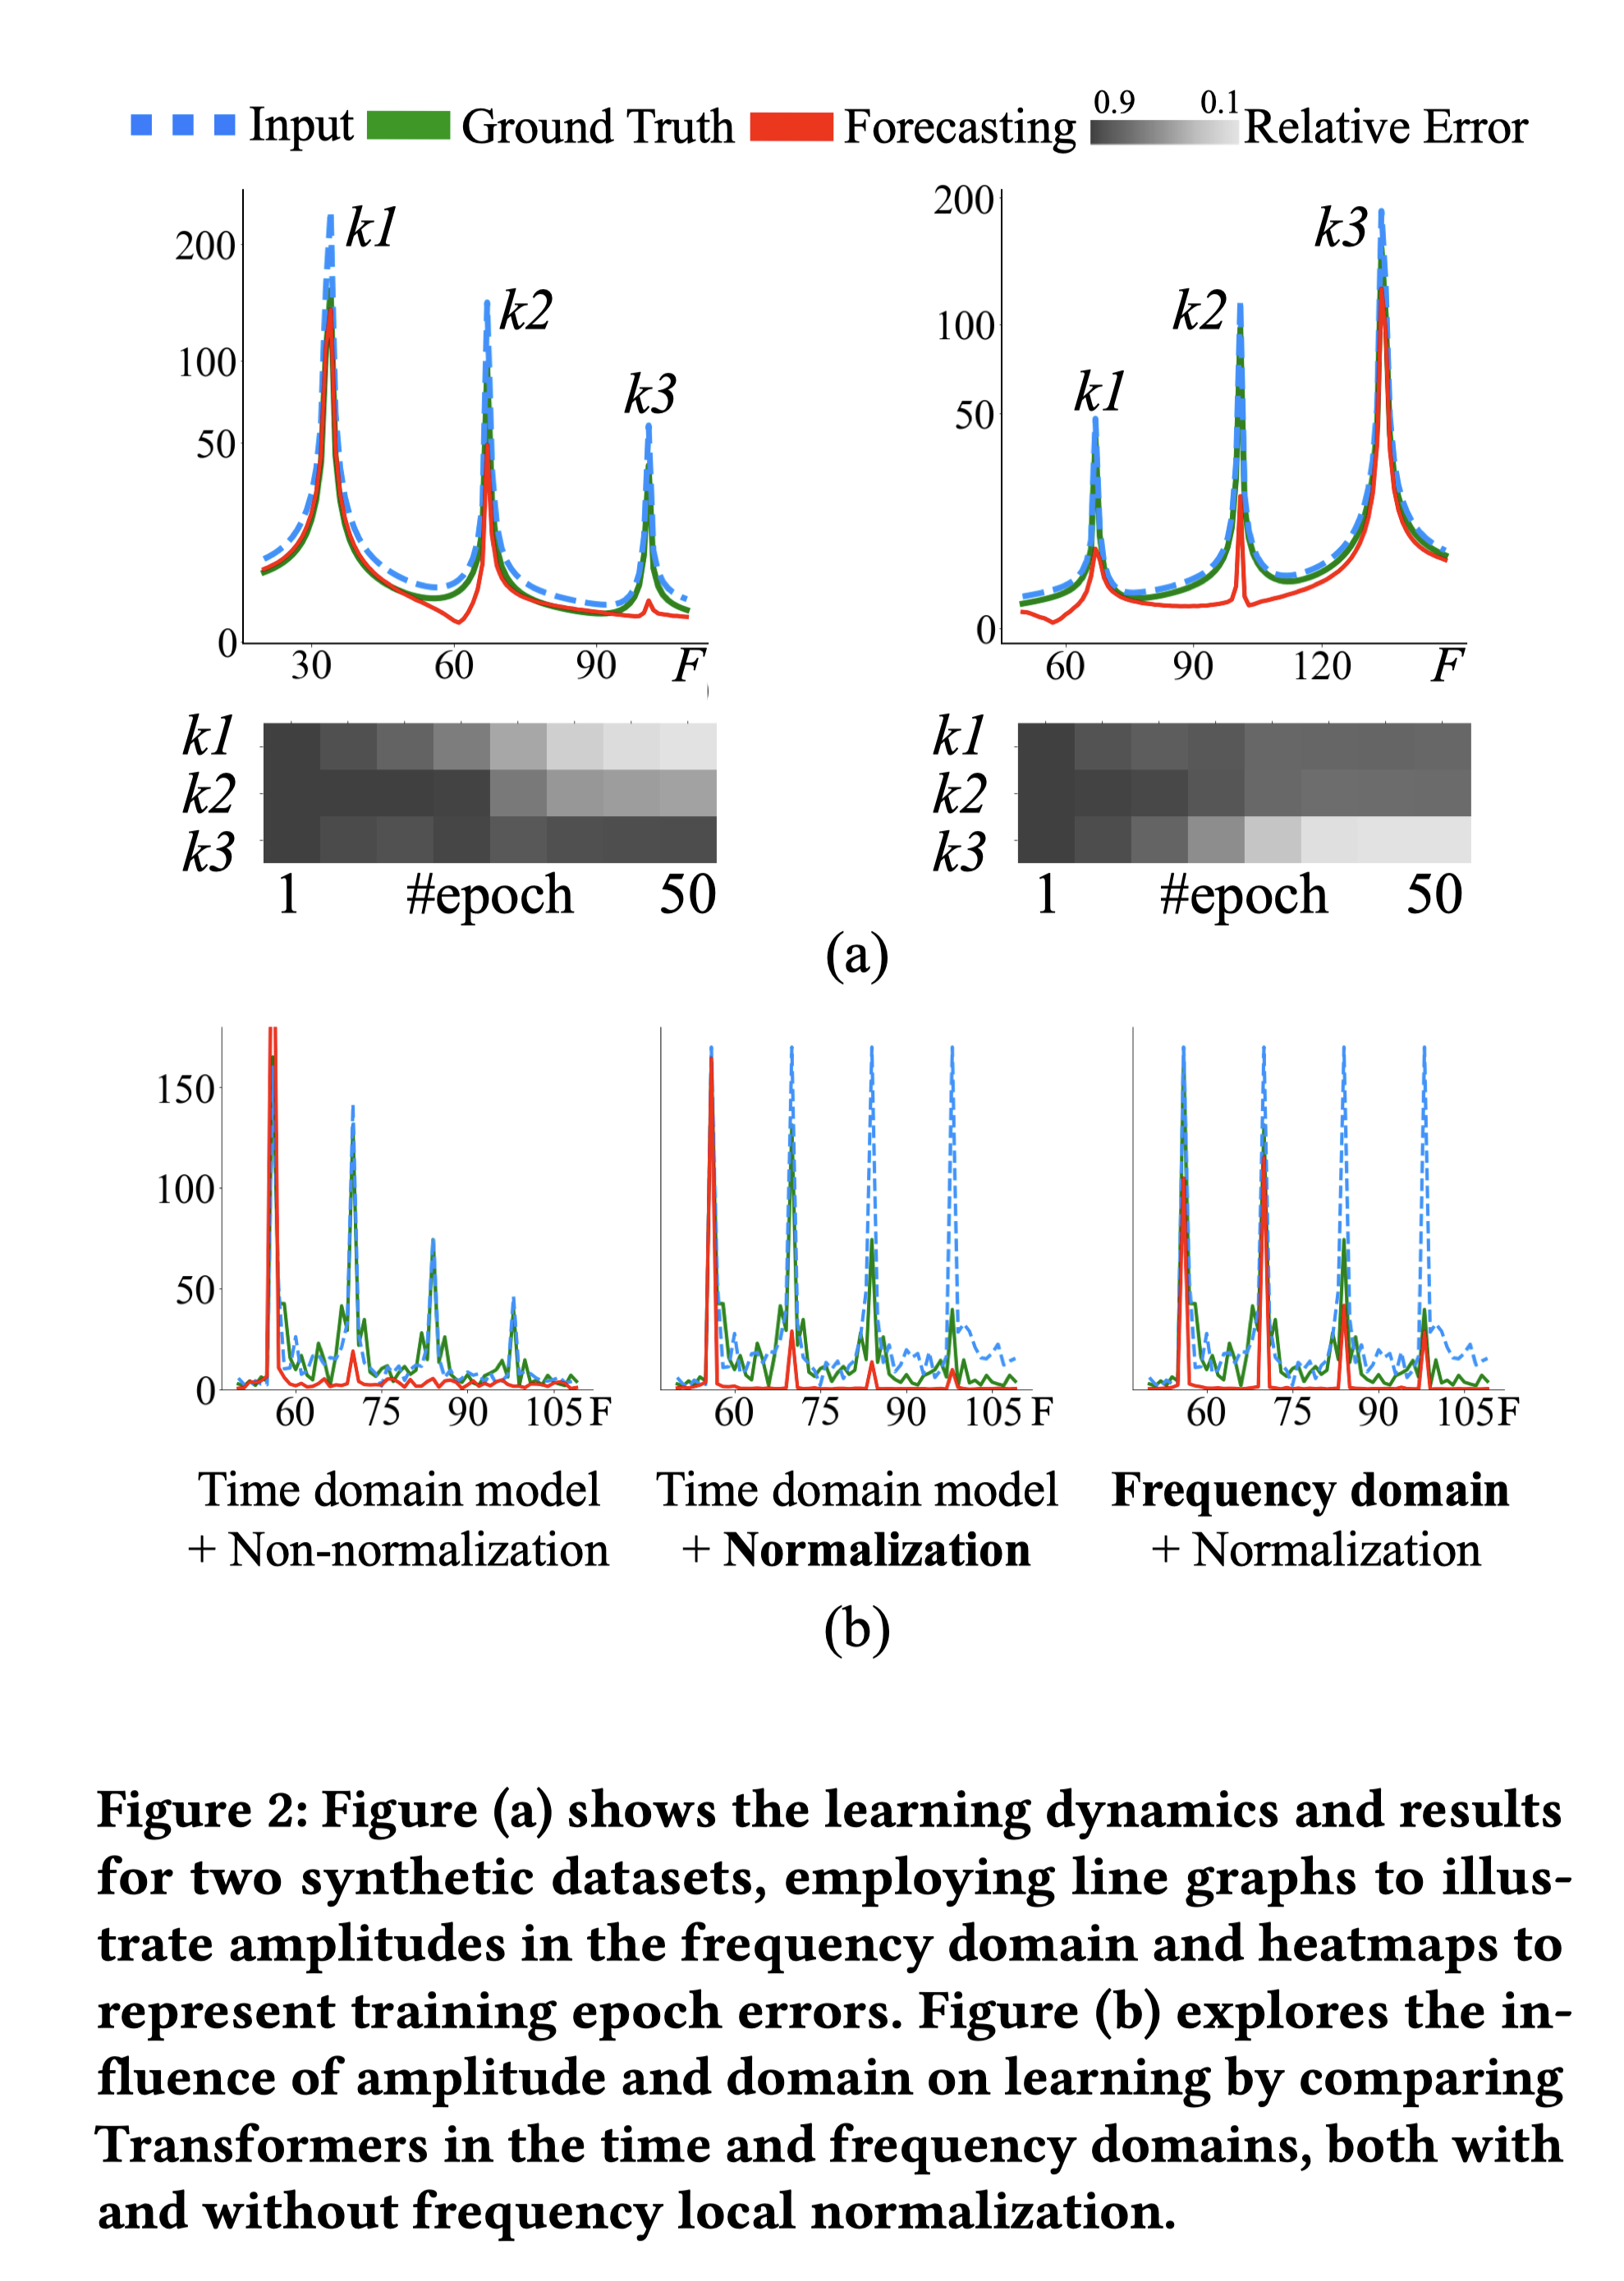 Input Ground Truth Forecasting 0.9 0.1 Relative Error
k1
k2
k3
200
100
50
0
30 60 90 F
k1
k2
k3
200
100
50
0
60 90 120 F
k1
k2
k3
1 #epoch 50
k1
k2
k3
1 #epoch 50
(a)
150
100
50
0
60 75 90 105 F
60 75 90 105 F
60 75 90 105 F
Time domain model
+ Non-normalization
Time domain model
+ Normalization
Frequency domain
+ Normalization
(b)
Figure 2: Figure (a) shows the learning dynamics and results
for two synthetic datasets, employing line graphs to illus-
trate amplitudes in the frequency domain and heatmaps to
represent training epoch errors. Figure (b) explores the in-
fluence of amplitude and domain on learning by comparing
Transformers in the time and frequency domains, both with
and without frequency local normalization.